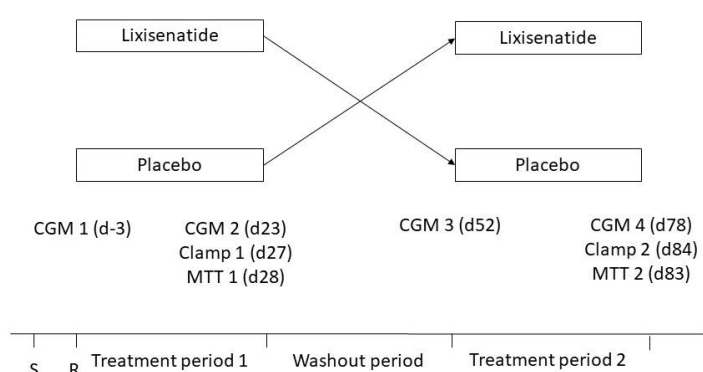 Lixisenatide
Lixisenatide
Placebo
Placebo
CGM 1 (d-3)
CGM 2 (d23)
Clamp 1 (d27)
MTT 1 (d28)
CGM 3 (d52)
CGM 4 (d78)
Clamp 2 (d84)
MTT 2 (d83)
S
R
Treatment period 1
Washout period
Treatment period 2